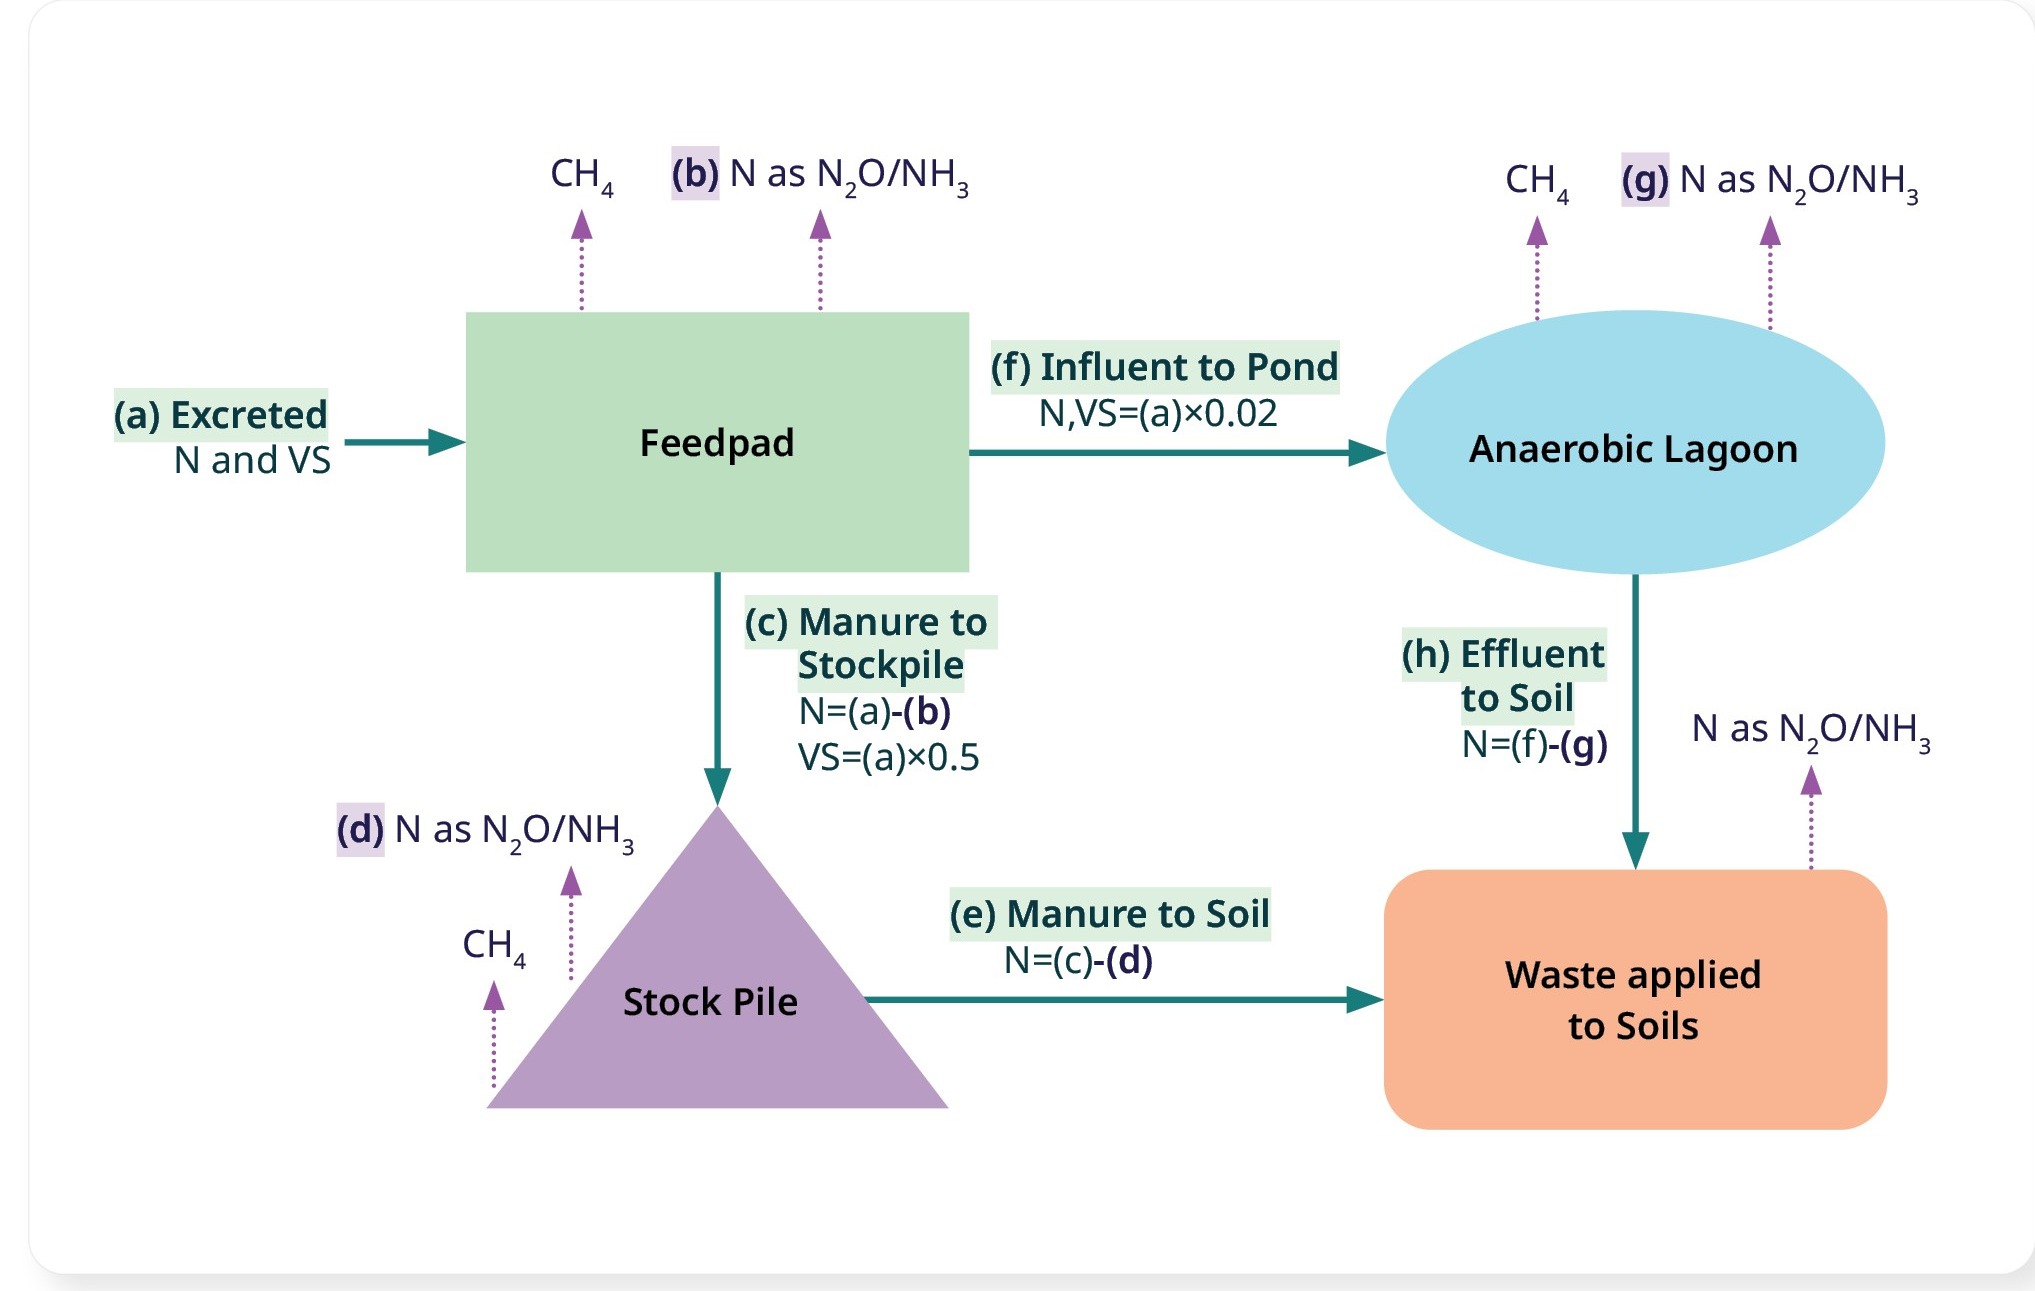 CH₄
(b) N as N₂O/NH₃
CH₄
(g) N as N₂O/NH₃
(a) Excreted
N and VS
Feedpad
(f) Influent to Pond
N,VS=(a)×0.02
Anaerobic Lagoon
(c) Manure to
Stockpile
N=(a)-(b)
VS=(a)×0.5
(h) Effluent
to Soil
N=(f)-(g)
N as N₂O/NH₃
(d) N as N₂O/NH₃
CH₄
Stock Pile
(e) Manure to Soil
N=(c)-(d)
Waste applied
to Soils